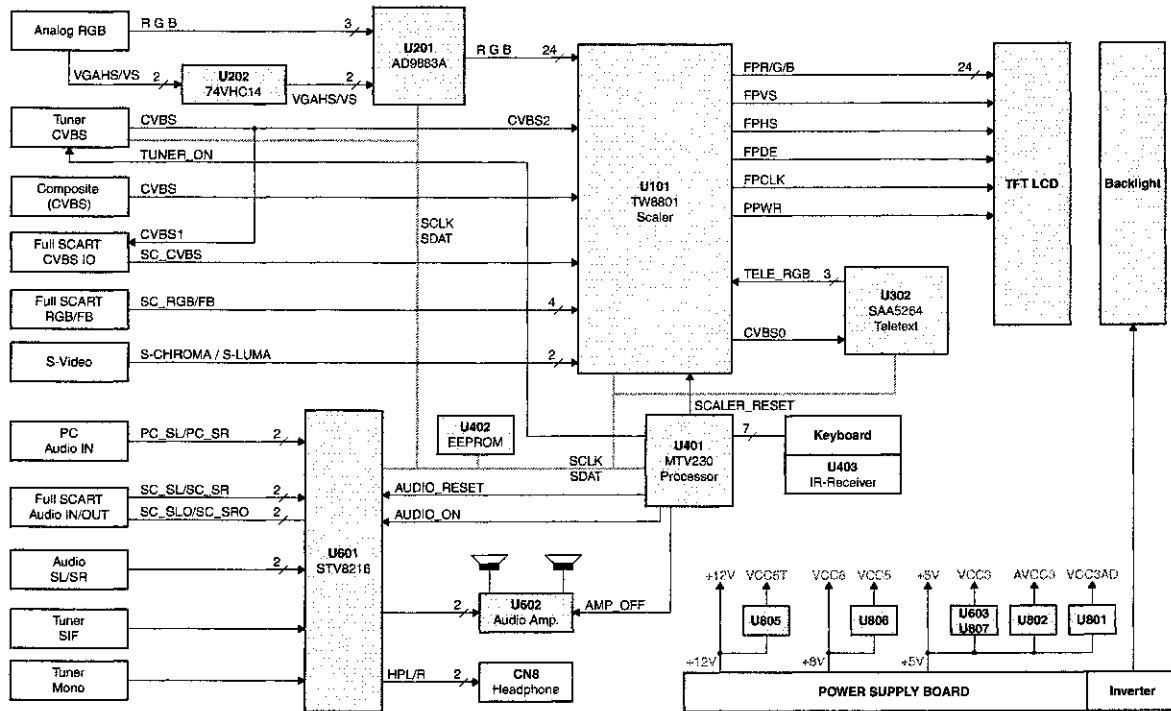 Analog RGB
R G B
3
U201
AD9883A
R G B
24
VGAHS/VS
2
U202
74VHC14
2
VGAHS/VS
Tuner
CVBS
CVBS
CVBS2
TUNER_ON
Composite
(CVBS)
CVBS
Full SCART
CVBS IO
CVBS1
SC_CVBS
Full SCART
RGB/FB
SC_RGB/FB
4
S-Video
S-CHROMA / S-LUMA
2
SCLK
SDAT
U101
TW8801
Scaler
FPR/G/B
24
FPVS
FPHS
FPDE
FPCLK
PPWR
TFT LCD
Backlight
TELE_RGB
3
U302
SAA5264
Teletext
CVBS0
SCALER_RESET
PC
Audio IN
PC_SL/PC_SR
2
Full SCART
Audio IN/OUT
SC_SL/SC_SR
2
SC_SLO/SC_SRO
2
Audio
SL/SR
2
Tuner
SIF
Tuner
Mono
U601
STV8216
U402
EEPROM
SCLK
SDAT
U401
MTV230
Processor
7
Keyboard
U403
IR-Receiver
AUDIO_RESET
AUDIO_ON
2
U602
Audio Amp.
AMP_OFF
HPL/R
2
CN8
Headphone
+12V
VCC5T
VCC8
VCC5
+5V
VCC3
AVCC3
VCC3AD
U805
U806
U603
U807
U802
U801
+12V
+8V
+5V
POWER SUPPLY BOARD
Inverter